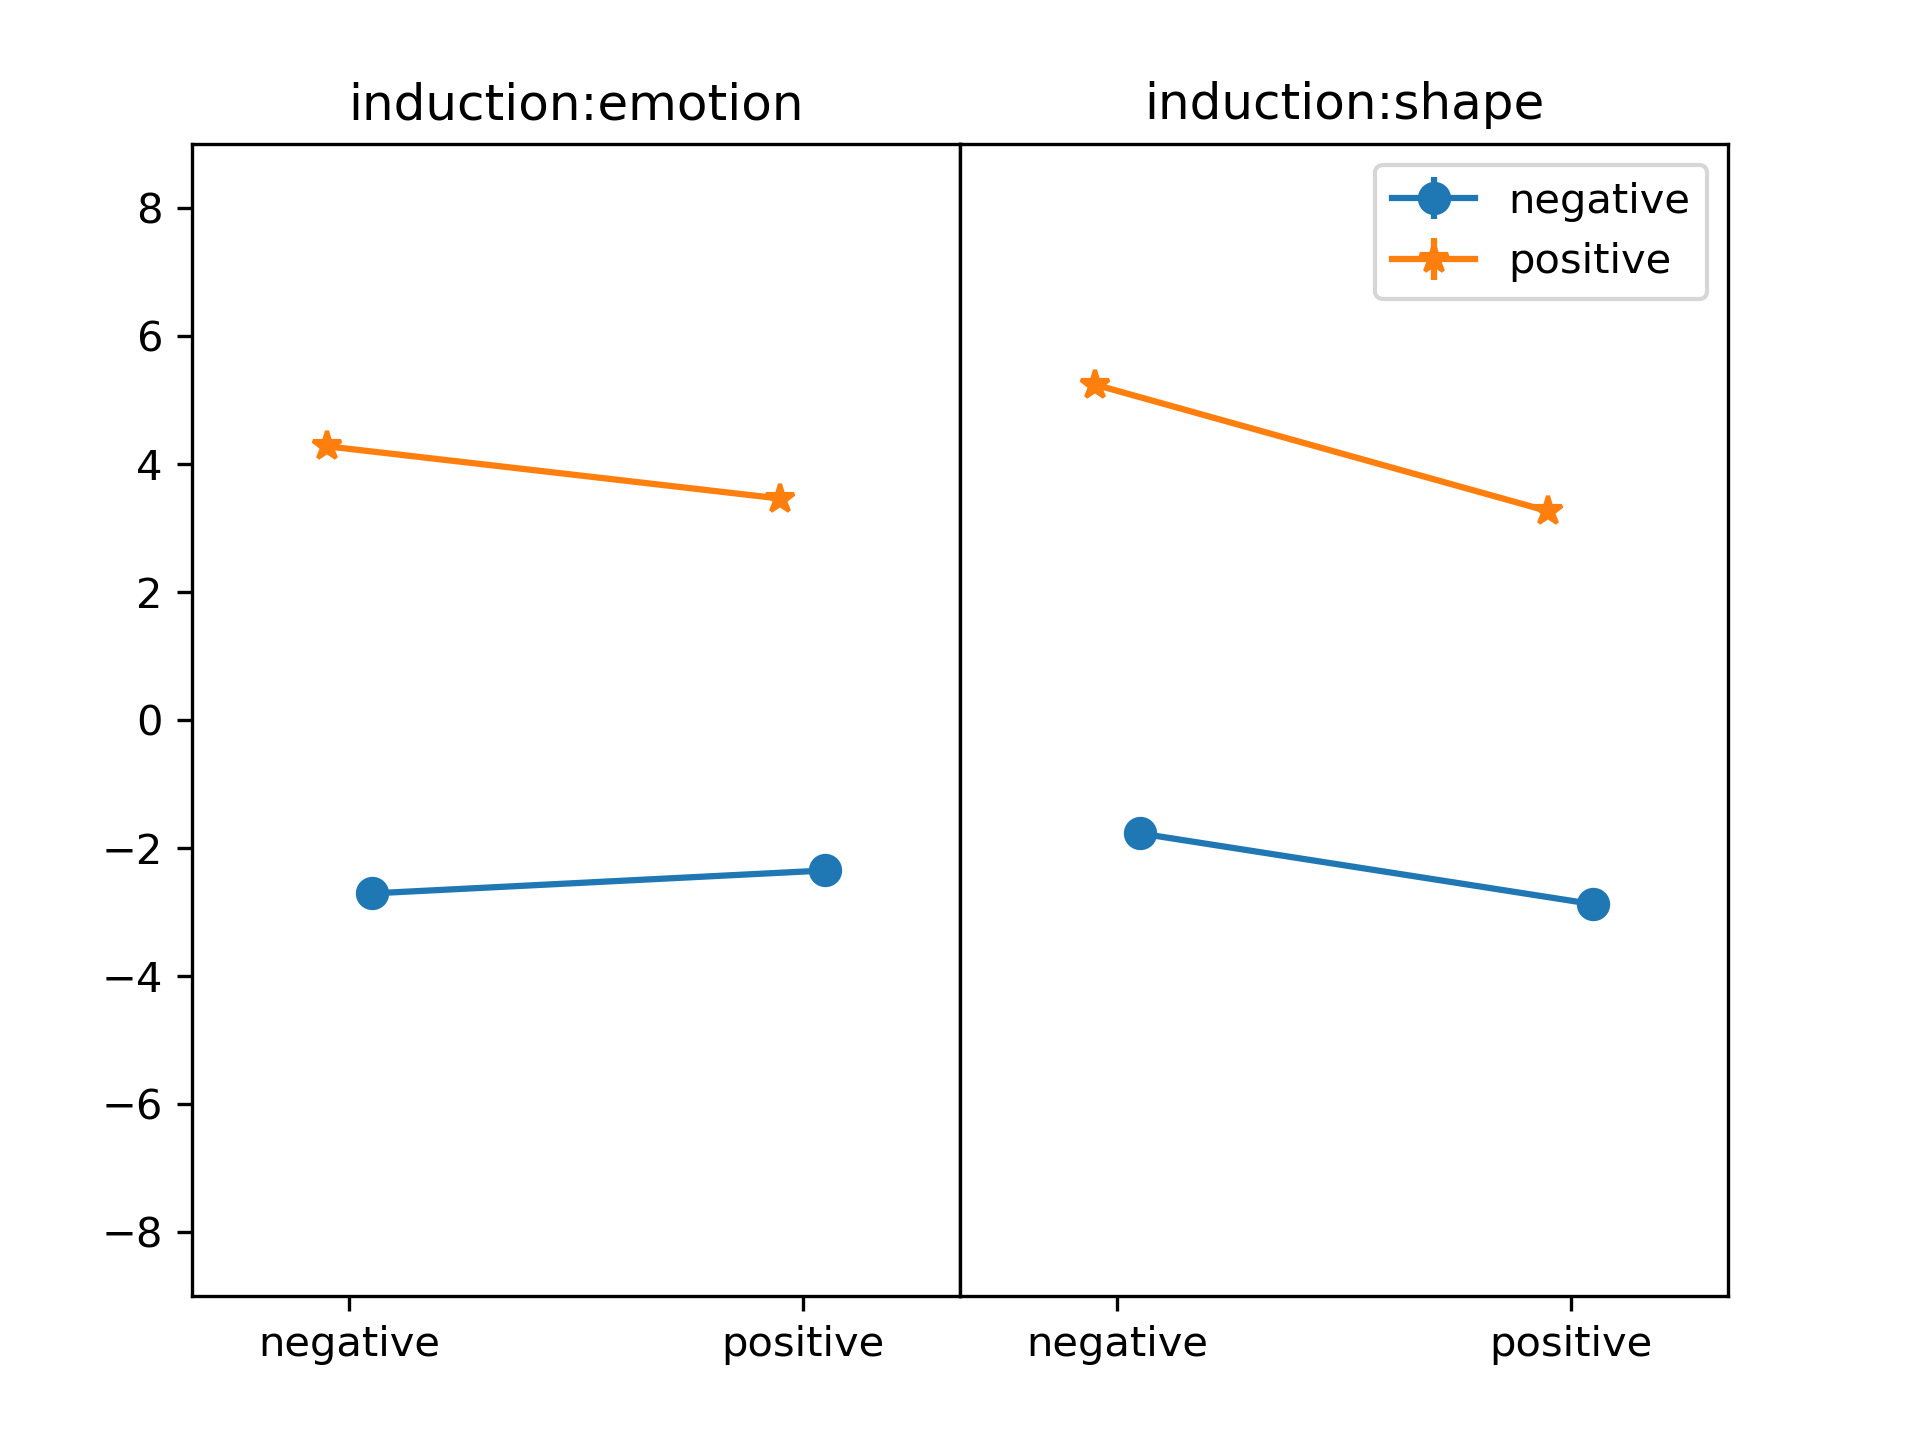 induction:emotion
induction:shape
negative
positive
8
6
4
2
0
−2
−4
−6
−8
negative
positive
negative
positive